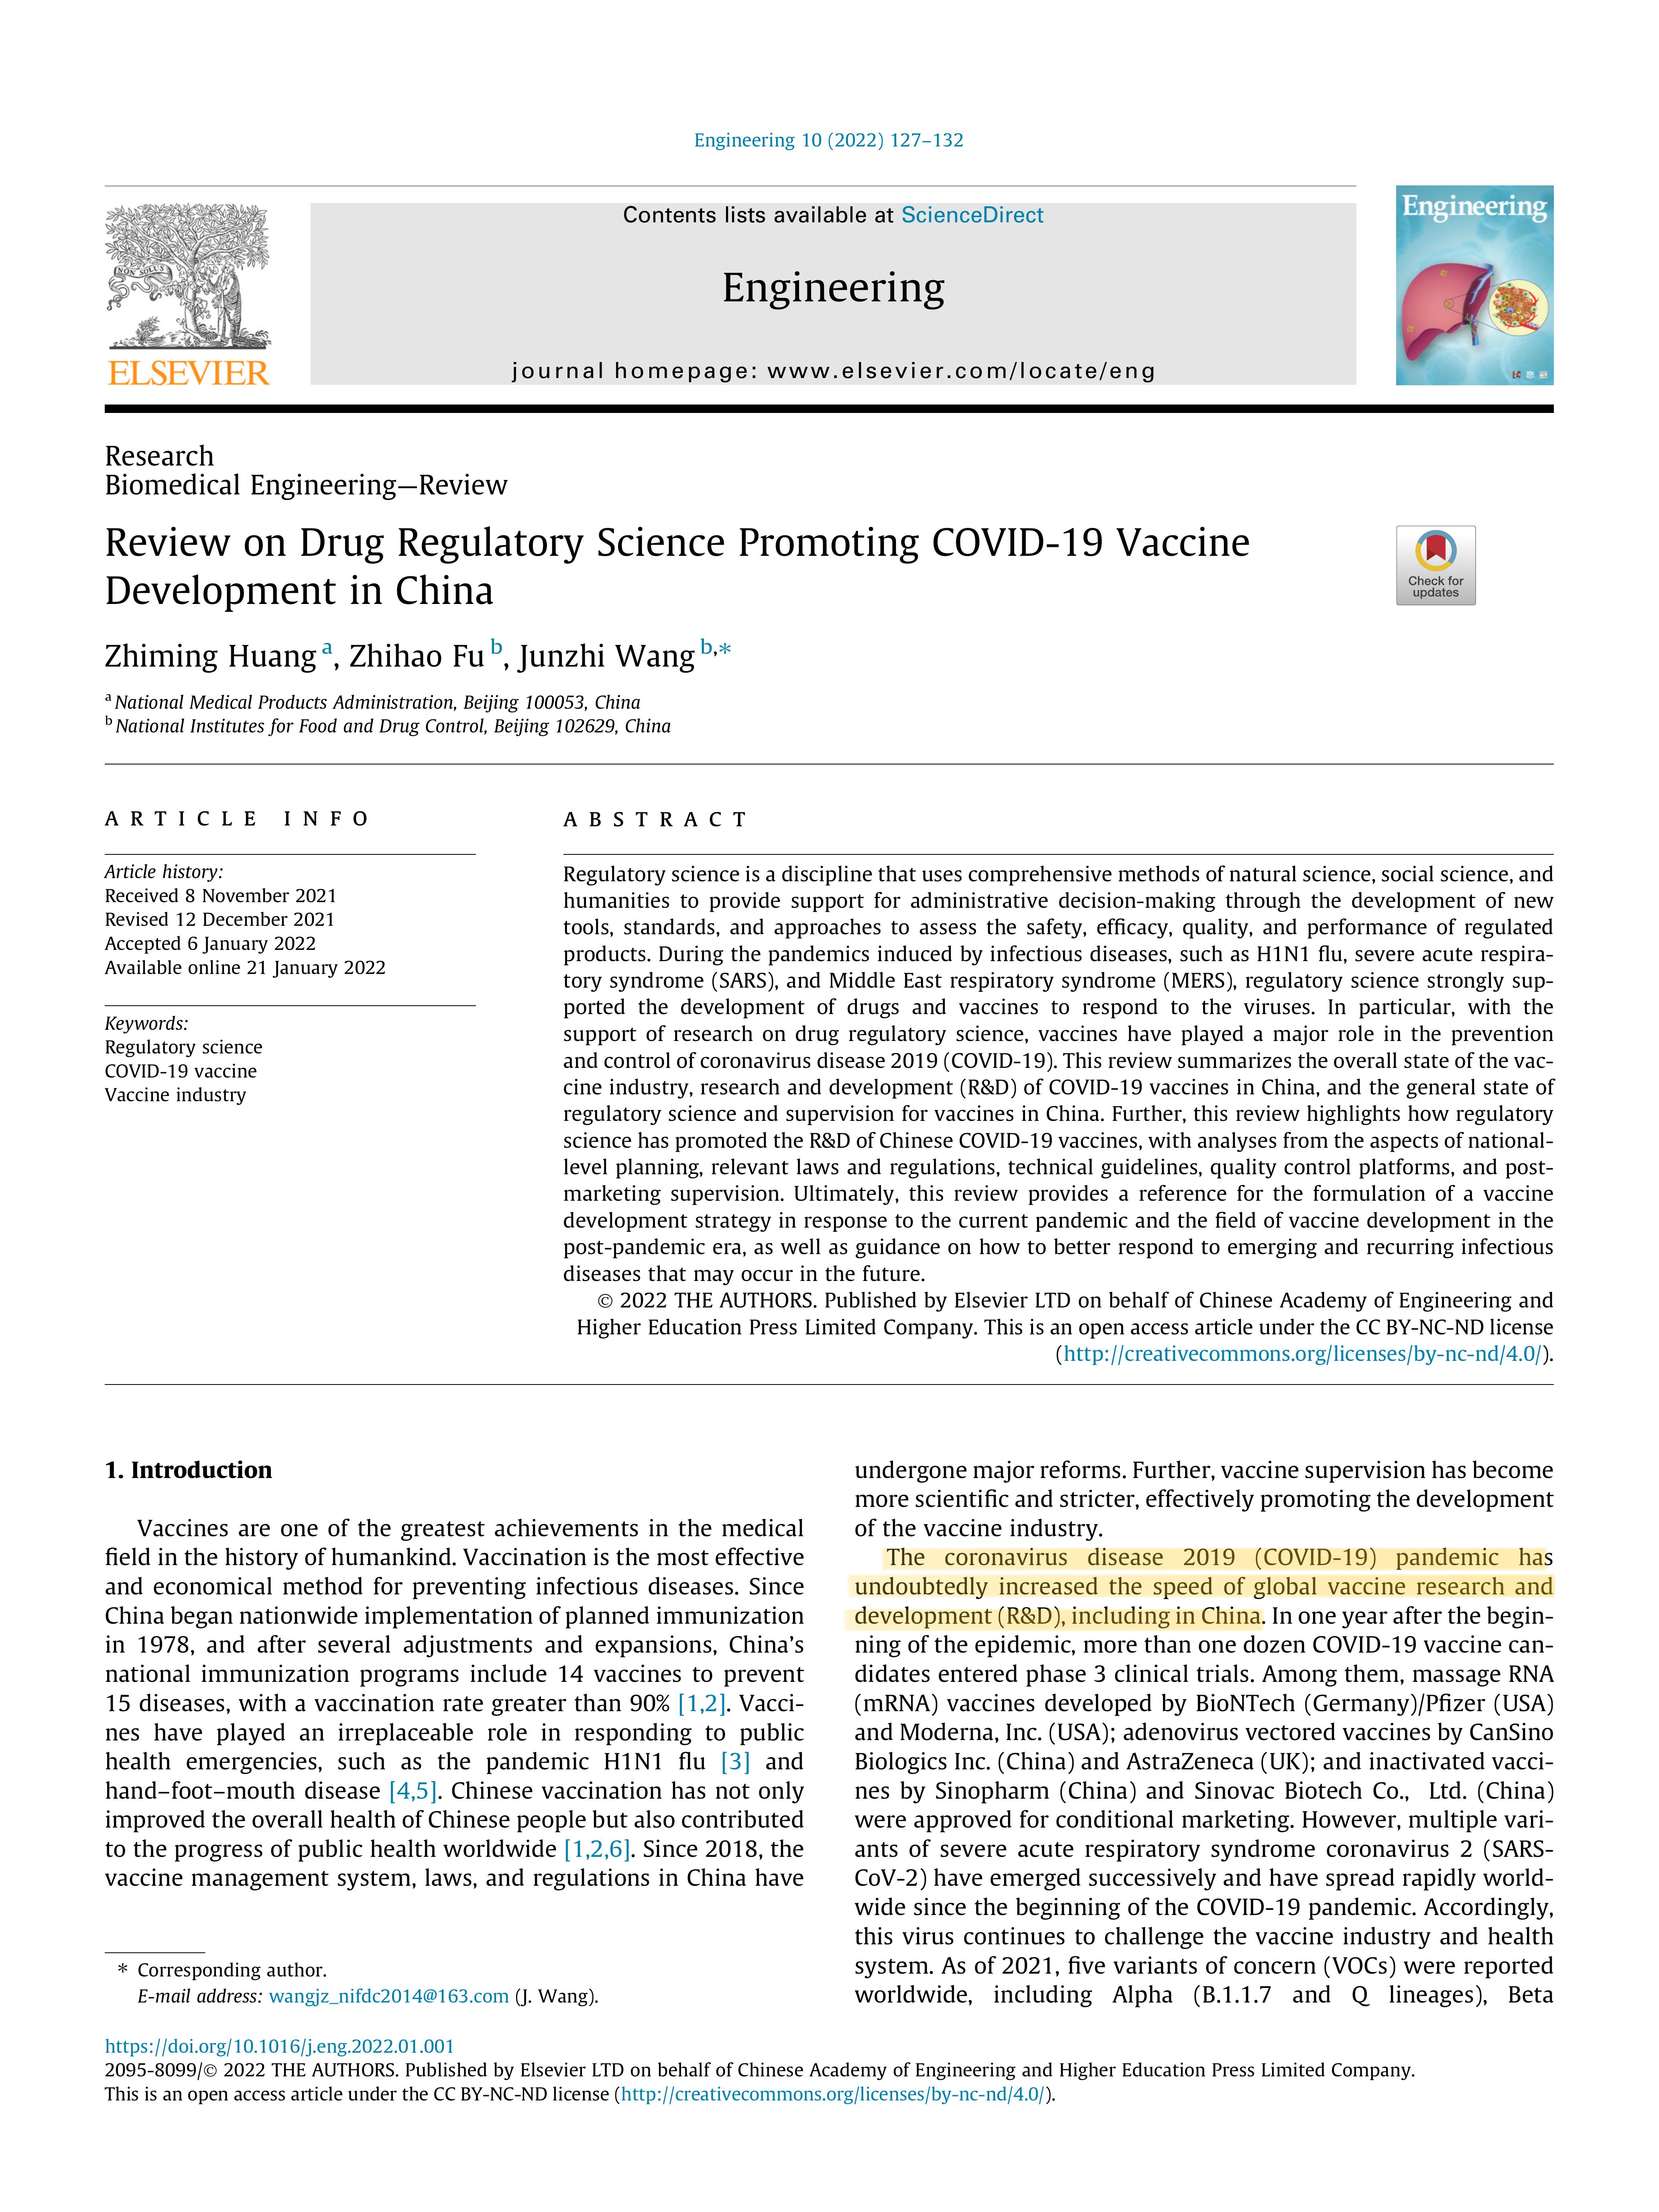 Engineering 10 (2022) 127–132
Contents lists available at ScienceDirect
Engineering
journal homepage: www.elsevier.com/locate/eng
NON SOLUS
ELSEVIER
Engineering
Research
Biomedical Engineering—Review
Review on Drug Regulatory Science Promoting COVID-19 Vaccine
Development in China
Check for
updates
Zhiming Huang a, Zhihao Fu b, Junzhi Wang b,*
a National Medical Products Administration, Beijing 100053, China
b National Institutes for Food and Drug Control, Beijing 102629, China
ARTICLE INFO
Article history:
Received 8 November 2021
Revised 12 December 2021
Accepted 6 January 2022
Available online 21 January 2022
Keywords:
Regulatory science
COVID-19 vaccine
Vaccine industry
ABSTRACT
Regulatory science is a discipline that uses comprehensive methods of natural science, social science, and
humanities to provide support for administrative decision-making through the development of new
tools, standards, and approaches to assess the safety, efficacy, quality, and performance of regulated
products. During the pandemics induced by infectious diseases, such as H1N1 flu, severe acute respira-
tory syndrome (SARS), and Middle East respiratory syndrome (MERS), regulatory science strongly sup-
ported the development of drugs and vaccines to respond to the viruses. In particular, with the
support of research on drug regulatory science, vaccines have played a major role in the prevention
and control of coronavirus disease 2019 (COVID-19). This review summarizes the overall state of the vac-
cine industry, research and development (R&D) of COVID-19 vaccines in China, and the general state of
regulatory science and supervision for vaccines in China. Further, this review highlights how regulatory
science has promoted the R&D of Chinese COVID-19 vaccines, with analyses from the aspects of national-
level planning, relevant laws and regulations, technical guidelines, quality control platforms, and post-
marketing supervision. Ultimately, this review provides a reference for the formulation of a vaccine
development strategy in response to the current pandemic and the field of vaccine development in the
post-pandemic era, as well as guidance on how to better respond to emerging and recurring infectious
diseases that may occur in the future.
© 2022 THE AUTHORS. Published by Elsevier LTD on behalf of Chinese Academy of Engineering and
Higher Education Press Limited Company. This is an open access article under the CC BY-NC-ND license
(http://creativecommons.org/licenses/by-nc-nd/4.0/).
1. Introduction
Vaccines are one of the greatest achievements in the medical
field in the history of humankind. Vaccination is the most effective
and economical method for preventing infectious diseases. Since
China began nationwide implementation of planned immunization
in 1978, and after several adjustments and expansions, China's
national immunization programs include 14 vaccines to prevent
15 diseases, with a vaccination rate greater than 90% [1,2]. Vacci-
nes have played an irreplaceable role in responding to public
health emergencies, such as the pandemic H1N1 flu [3] and
hand–foot–mouth disease [4,5]. Chinese vaccination has not only
improved the overall health of Chinese people but also contributed
to the progress of public health worldwide [1,2,6]. Since 2018, the
vaccine management system, laws, and regulations in China have
undergone major reforms. Further, vaccine supervision has become
more scientific and stricter, effectively promoting the development
of the vaccine industry.
The coronavirus disease 2019 (COVID-19) pandemic has
undoubtedly increased the speed of global vaccine research and
development (R&D), including in China. In one year after the begin-
ning of the epidemic, more than one dozen COVID-19 vaccine can-
didates entered phase 3 clinical trials. Among them, massage RNA
(mRNA) vaccines developed by BioNTech (Germany)/Pfizer (USA)
and Moderna, Inc. (USA); adenovirus vectored vaccines by CanSino
Biologics Inc. (China) and AstraZeneca (UK); and inactivated vacci-
nes by Sinopharm (China) and Sinovac Biotech Co., Ltd. (China)
were approved for conditional marketing. However, multiple vari-
ants of severe acute respiratory syndrome coronavirus 2 (SARS-
CoV-2) have emerged successively and have spread rapidly world-
wide since the beginning of the COVID-19 pandemic. Accordingly,
this virus continues to challenge the vaccine industry and health
system. As of 2021, five variants of concern (VOCs) were reported
worldwide, including Alpha (B.1.1.7 and Q lineages), Beta
* Corresponding author.
E-mail address: wangjz_nifdc2014@163.com (J. Wang).
https://doi.org/10.1016/j.eng.2022.01.001
2095-8099/© 2022 THE AUTHORS. Published by Elsevier LTD on behalf of Chinese Academy of Engineering and Higher Education Press Limited Company.
This is an open access article under the CC BY-NC-ND license (http://creativecommons.org/licenses/by-nc-nd/4.0/).